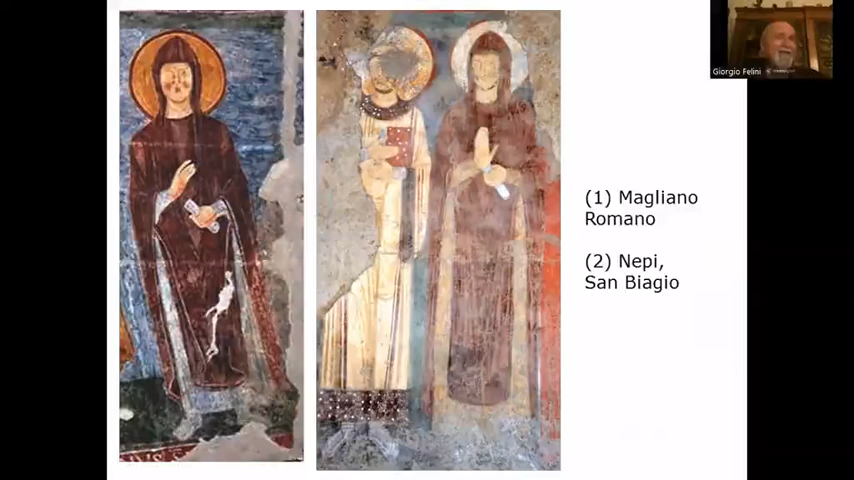 Giorgio Felini
(1) Magliano
Romano
(2) Nepi,
San Biagio